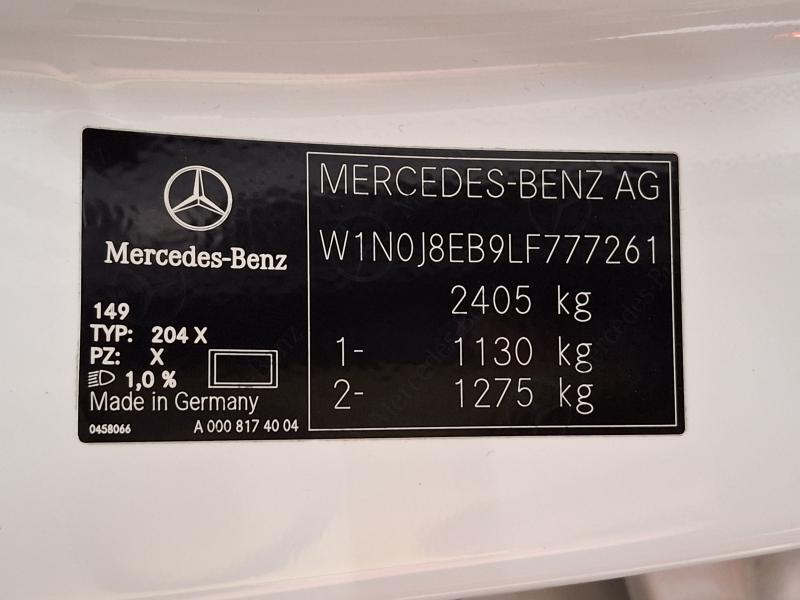 Mercedes-Benz
149
TYP: 204 X
PZ: X
1,0 %
Made in Germany
0458066 A 000 817 40 04
MERCEDES-BENZ AG
W1N0J8EB9LF777261
2405 kg
1- 1130 kg
2- 1275 kg